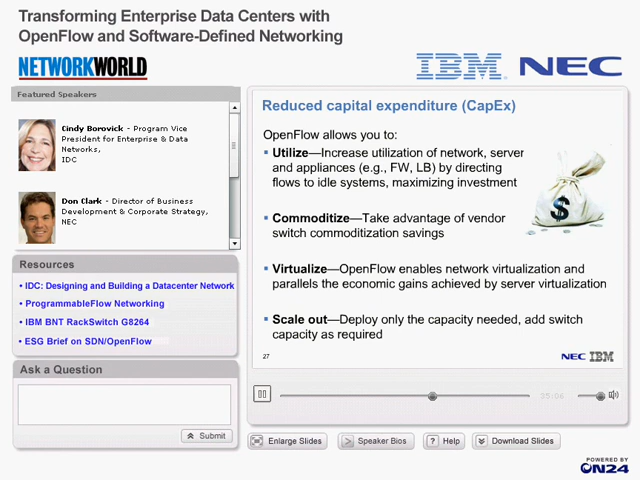 Transforming Enterprise Data Centers with
OpenFlow and Software-Defined Networking
NETWORKWORLD
IBM NEC
Featured Speakers
Cindy Borovick - Program Vice
President for Enterprise & Data
Networks,
IDC
Don Clark - Director of Business
Development & Corporate Strategy,
NEC
Resources
• IDC: Designing and Building a Datacenter Network
• ProgrammableFlow Networking
• IBM BNT RackSwitch G8264
• ESG Brief on SDN/OpenFlow
Ask a Question
Submit
Reduced capital expenditure (CapEx)
OpenFlow allows you to:
▪ Utilize—Increase utilization of network, server
and appliances (e.g., FW, LB) by directing
flows to idle systems, maximizing investment
$
▪ Commoditize—Take advantage of vendor
switch commoditization savings
▪ Virtualize—OpenFlow enables network virtualization and
parallels the economic gains achieved by server virtualization
▪ Scale out—Deploy only the capacity needed, add switch
capacity as required
27
NEC IBM
35:06
Enlarge Slides
Speaker Bios
? Help
Download Slides
POWERED BY
ON24